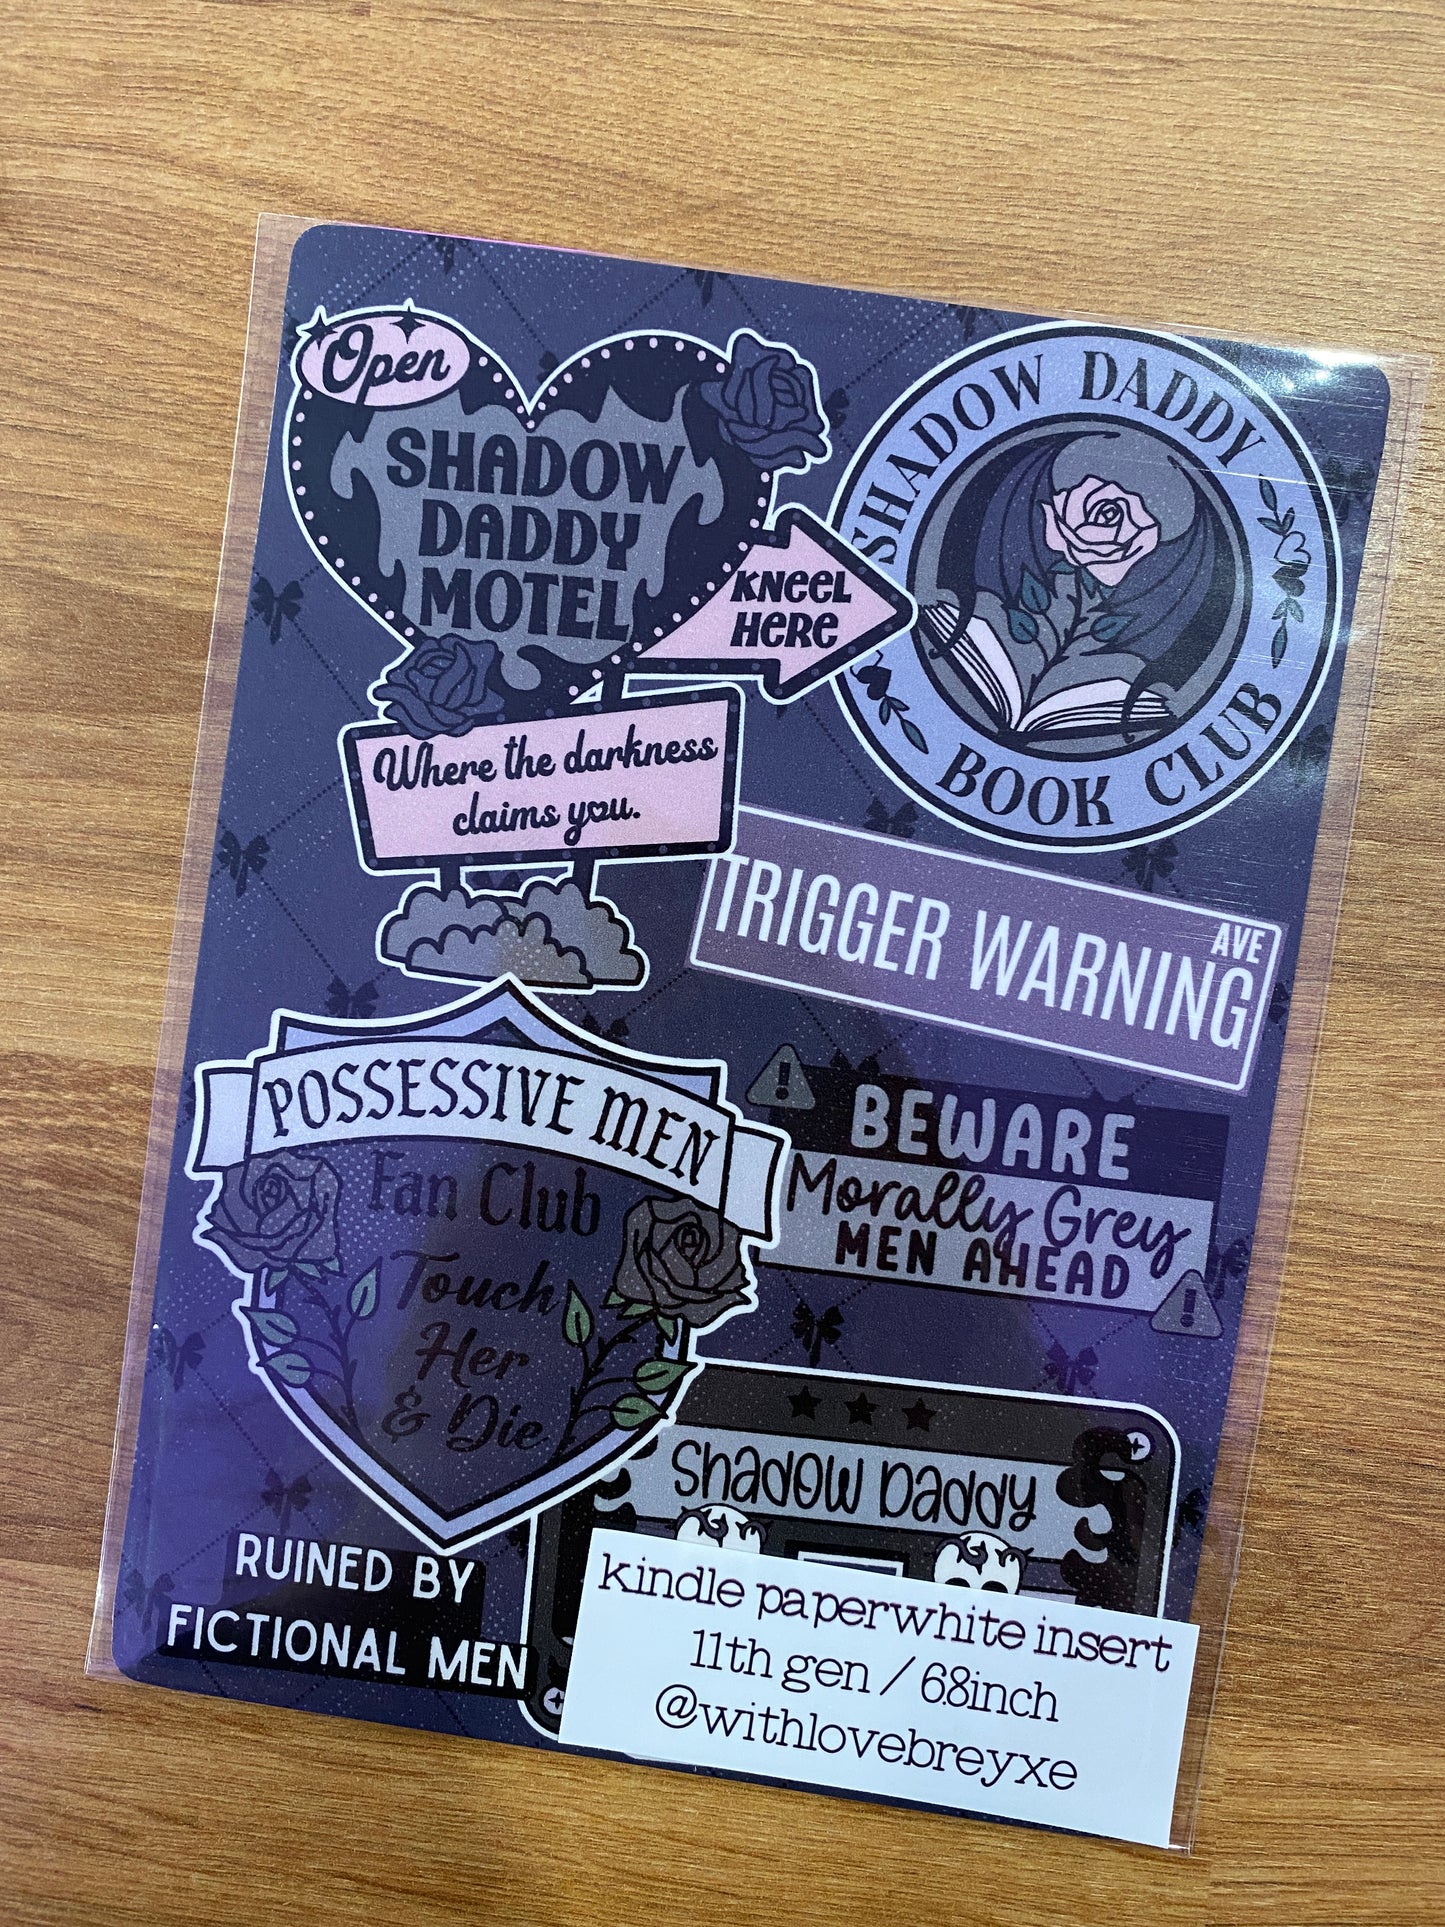 Open
SHADOW
DADDY
MOTEL
KNEEL
HERE
Where the darkness
claims you.
SHADOW DADDY
BOOK CLUB
TRIGGER WARNING
AVE
POSSESSIVE MEN
Fan Club
Touch
Her
& Die
BEWARE
Morally Grey
MEN AHEAD
Shadow Daddy
RUINED BY
FICTIONAL MEN
kindle paperwhite insert
11th gen / 6.8inch
@withlovebreyxe